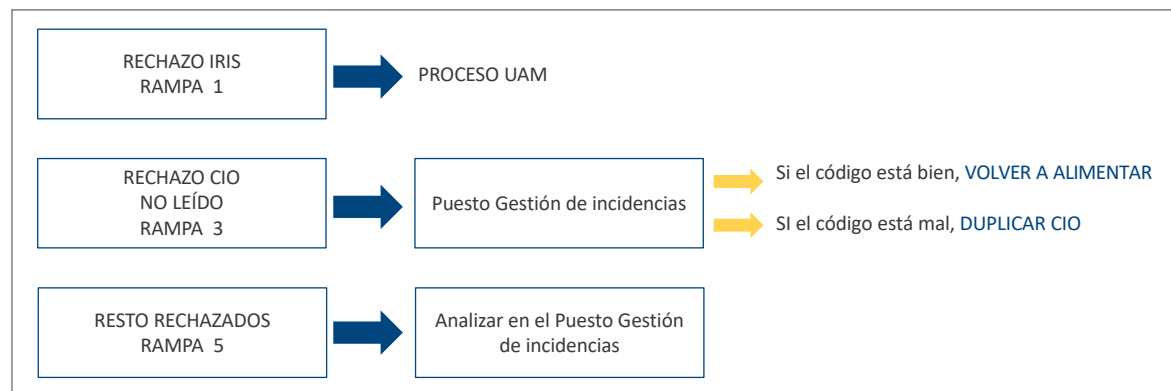 RECHAZO IRIS
RAMPA 1
PROCESO UAM
RECHAZO CIO
NO LEÍDO
RAMPA 3
Puesto Gestión de incidencias
Si el código está bien, VOLVER A ALIMENTAR
SI el código está mal, DUPLICAR CIO
RESTO RECHAZADOS
RAMPA 5
Analizar en el Puesto Gestión
de incidencias